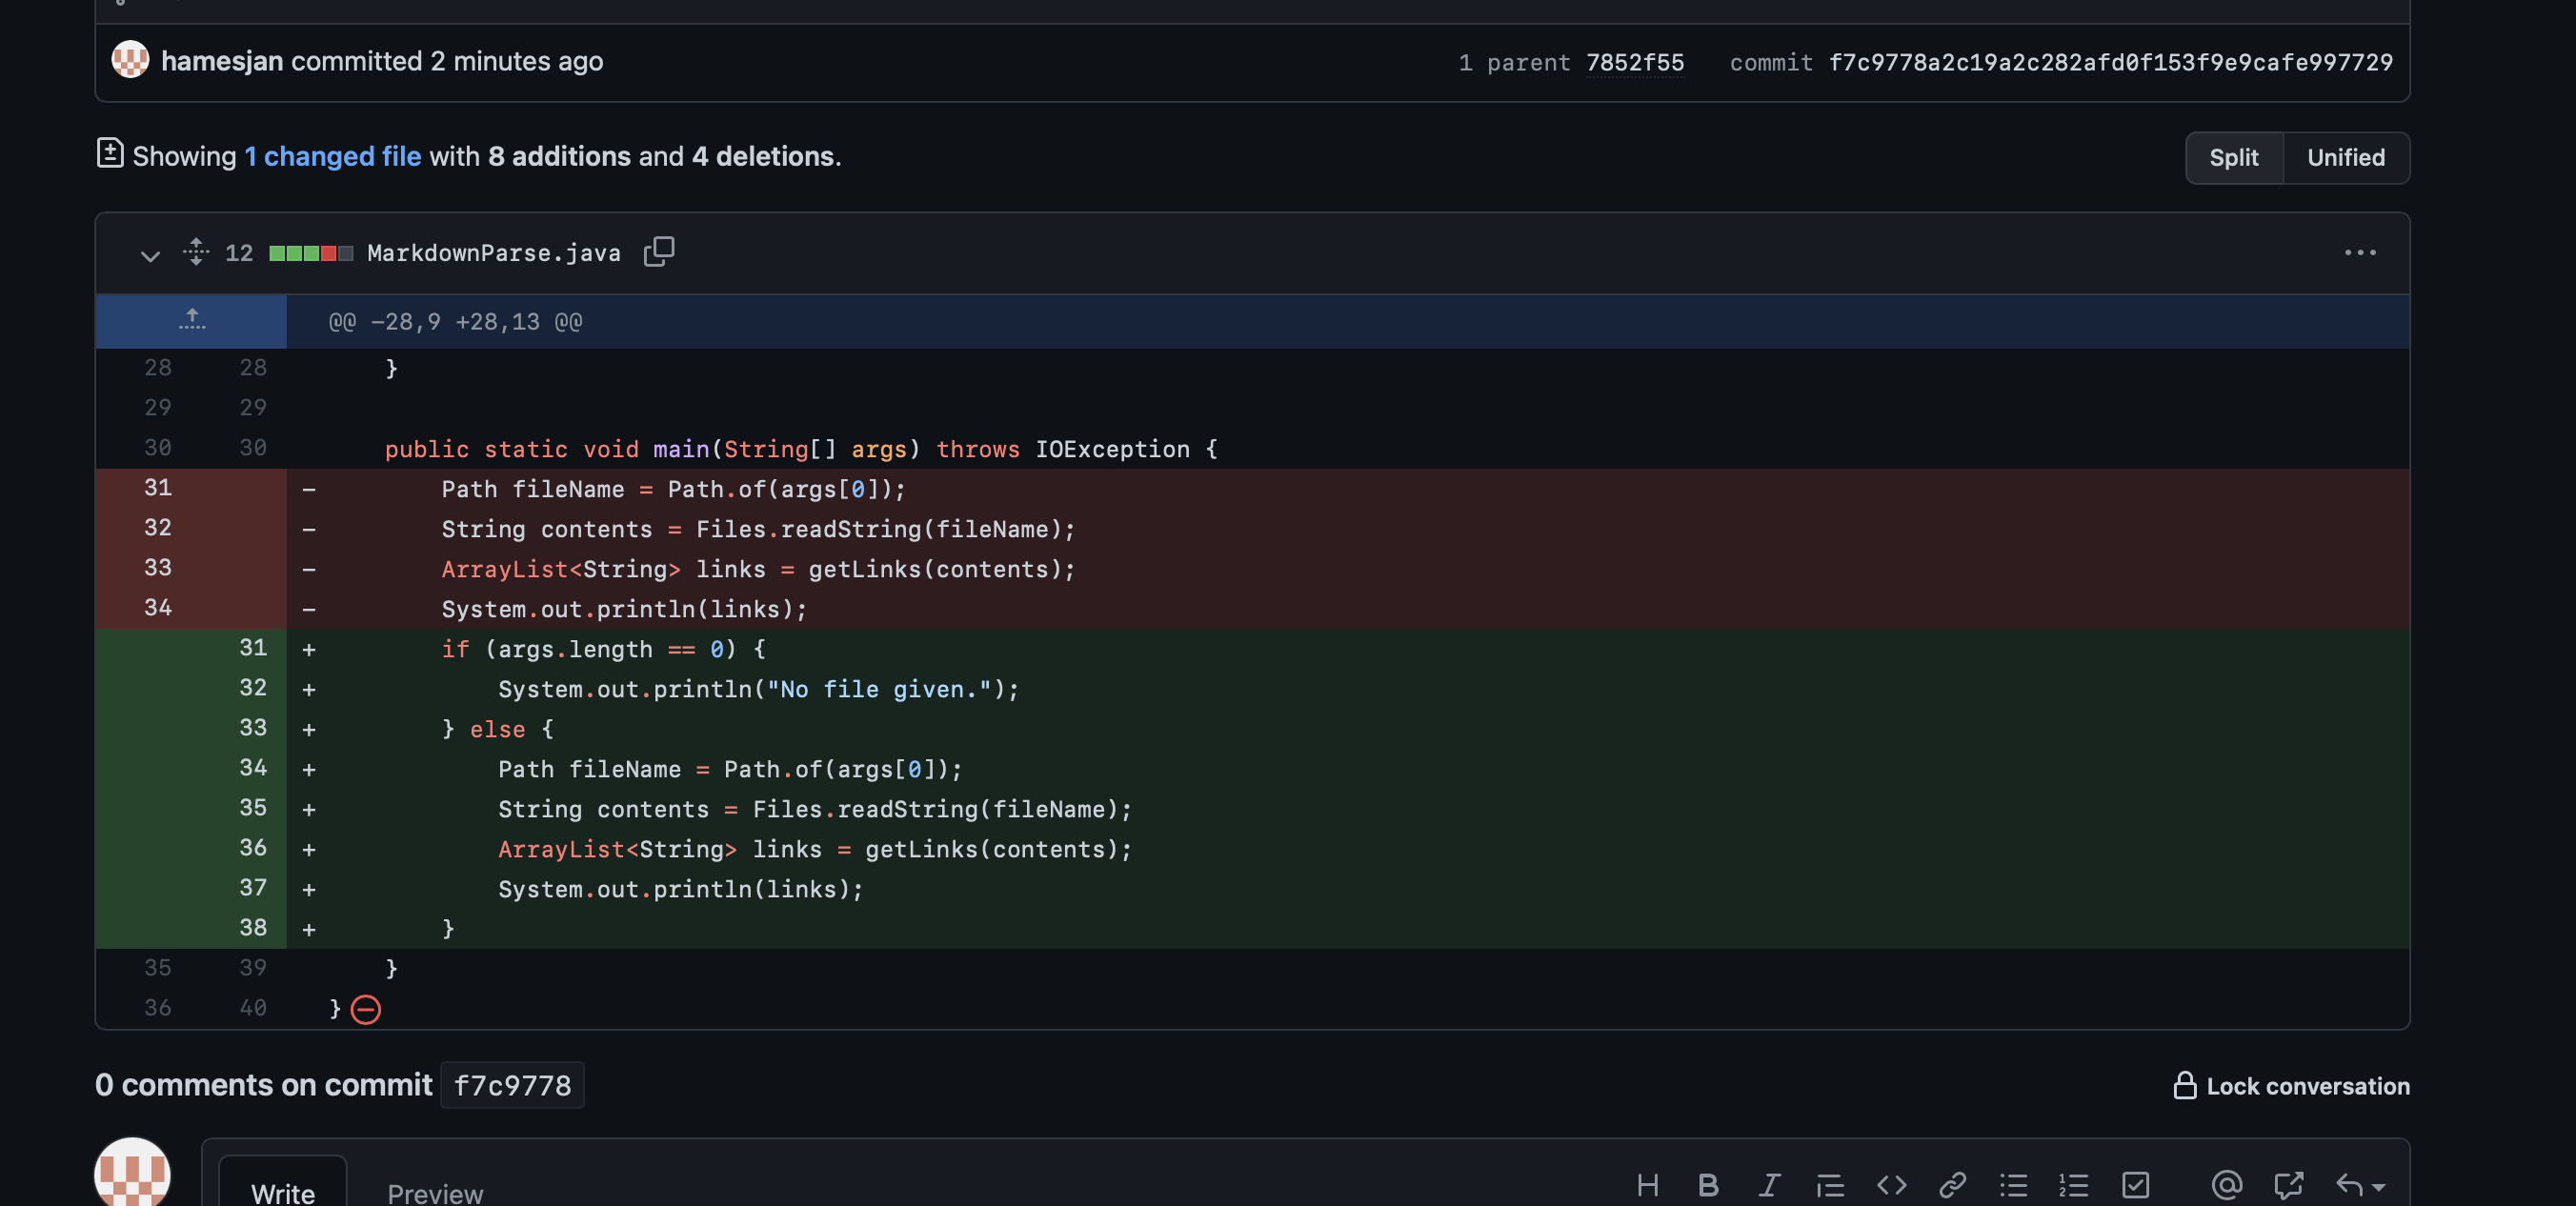 hamesjan committed 2 minutes ago 1 parent 7852f55 commit f7c9778a2c19a2c282afd0f153f9e9cafe997729
Showing 1 changed file with 8 additions and 4 deletions. Split Unified
12 MarkdownParse.java
@@ -28,9 +28,13 @@
28 28 }
29 29
30 30 public static void main(String[] args) throws IOException {
31 - Path fileName = Path.of(args[0]);
32 - String contents = Files.readString(fileName);
33 - ArrayList<String> links = getLinks(contents);
34 - System.out.println(links);
31 + if (args.length == 0) {
32 + System.out.println("No file given.");
33 + } else {
34 + Path fileName = Path.of(args[0]);
35 + String contents = Files.readString(fileName);
36 + ArrayList<String> links = getLinks(contents);
37 + System.out.println(links);
38 + }
35 39 }
36 40 }
0 comments on commit f7c9778 Lock conversation
Write Preview